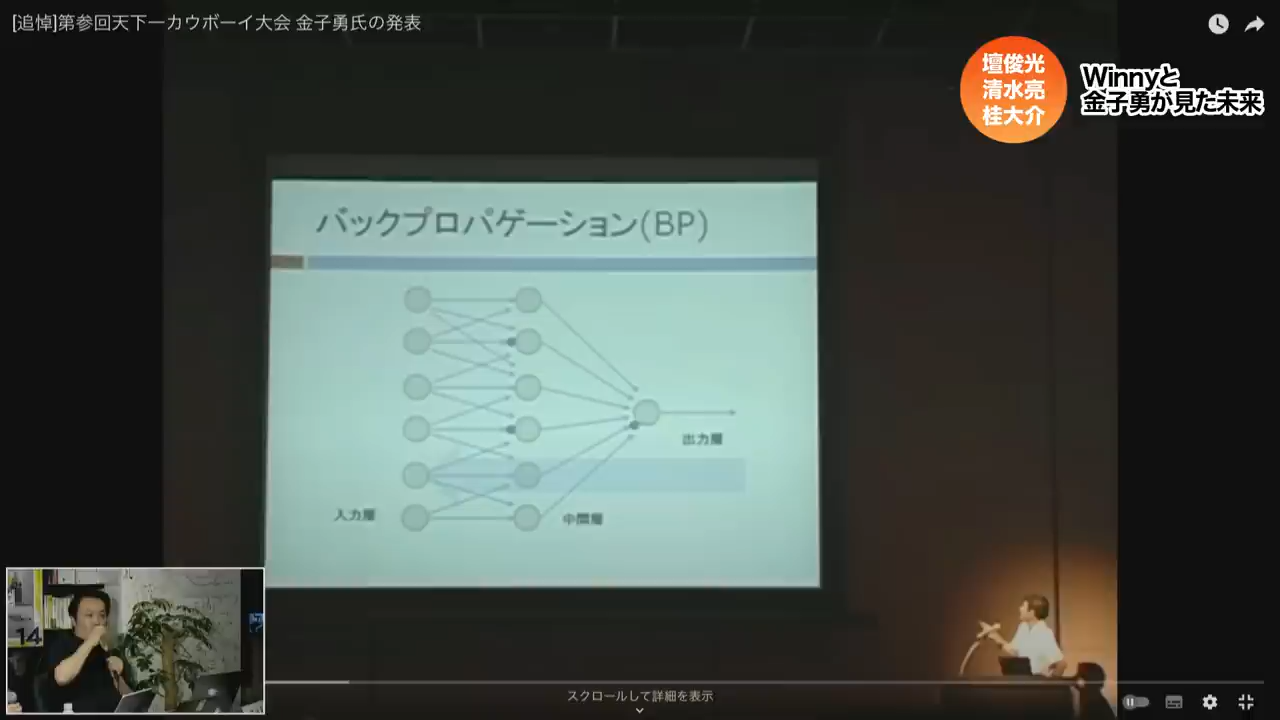 [追悼]第参回天下一カウボーイ大会 金子勇氏の発表
壇俊光
清水亮
桂大介
Winnyと
金子勇が見た未来
バックプロパゲーション(BP)
出力層
入力層
中間層
14
スクロールして詳細を表示